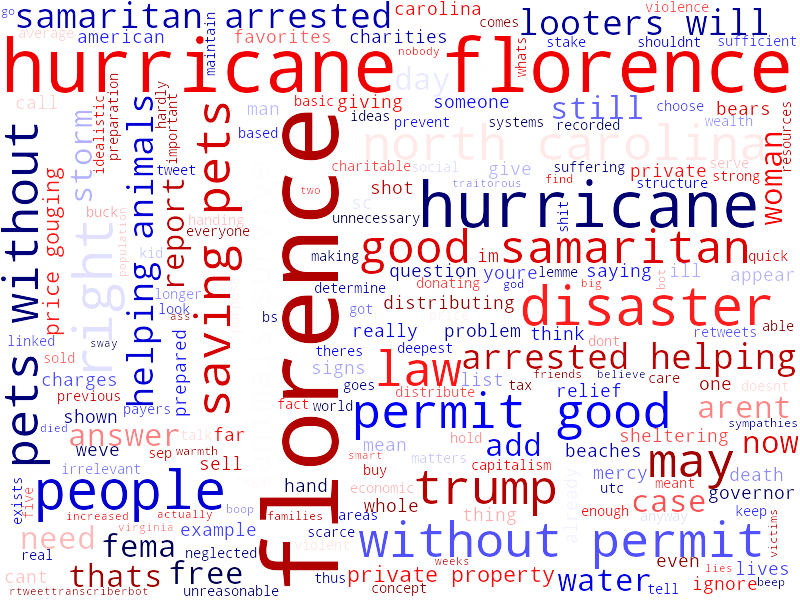 go samaritan arrested carolina comes looters will violence
average american maintain favorites charities stake shouldnt sufficient
hurricane florence
nobody whats
call idealistic preparation hardly important day
man basic giving someone still choose bears resources
storm based ideas prevent systems recorded wealth
tweet north carolina
pets without helping animals saving pets florence
charitable social give suffering private serve
report shot traitorous find structure strong woman
two
price gouging right buck population handing sc unnecessary hurricane shit
everyone
kid making good samaritan im quick
longer look determine question youre lemme saying ill bot appear
donating god big
ass bs got distributing disaster able
linked prepared really problem think retweets
sway theres deepest dont
sold signs law arrested helping
charges goes list friends believe care one doesnt
previous payers fact world distribute tax relief
shown permit good arent
died answer talk far sympathies
weve sep warmth smart hold add sheltering now
irrelevant sell mean matters beaches
buy capitalism mercy may death
exists five people hand economic whole trump utc meant case governor
increased actually boop families areas thing already enough anyway keep
virginia example scarce victims
need fema neglected violent without permit
real weeks even lies lives
cant thats free thus private property water ignore
rtweettranscriberbot unreasonable concept tell beep